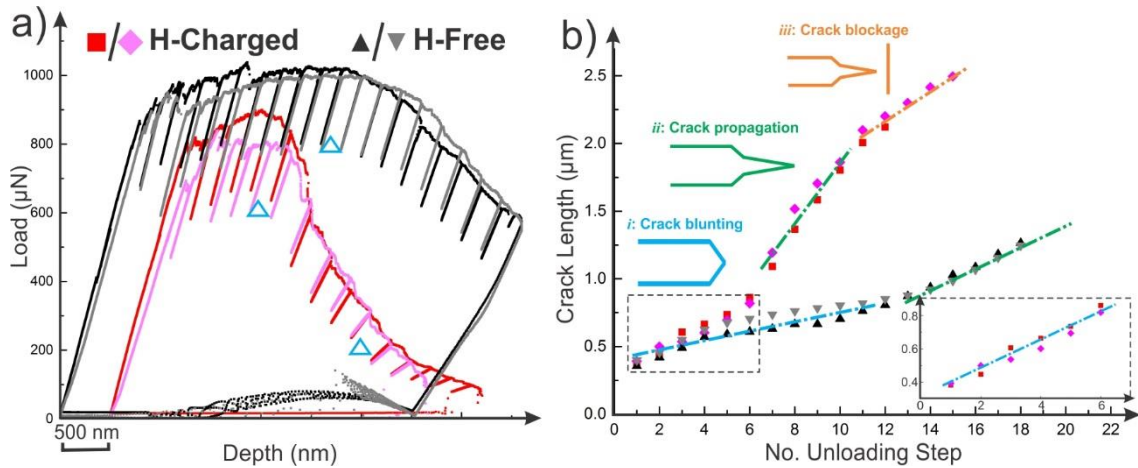 a)
H-Charged
H-Free
1000
800
600
400
200
0
Load (µN)
500 nm
Depth (nm)
b)
iii: Crack blockage
ii: Crack propagation
i: Crack blunting
2.5
2.0
1.5
1.0
0.5
0.0
Crack Length (µm)
0.8
0.6
0.4
0 2 4 6
0 2 4 6 8 10 12 14 16 18 20 22
No. Unloading Step